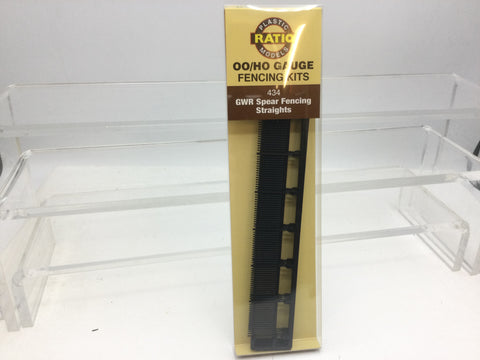 PLASTIC
RATIO
MODELS
OO/HO GAUGE
FENCING KITS
434
GWR Spear Fencing
Straights